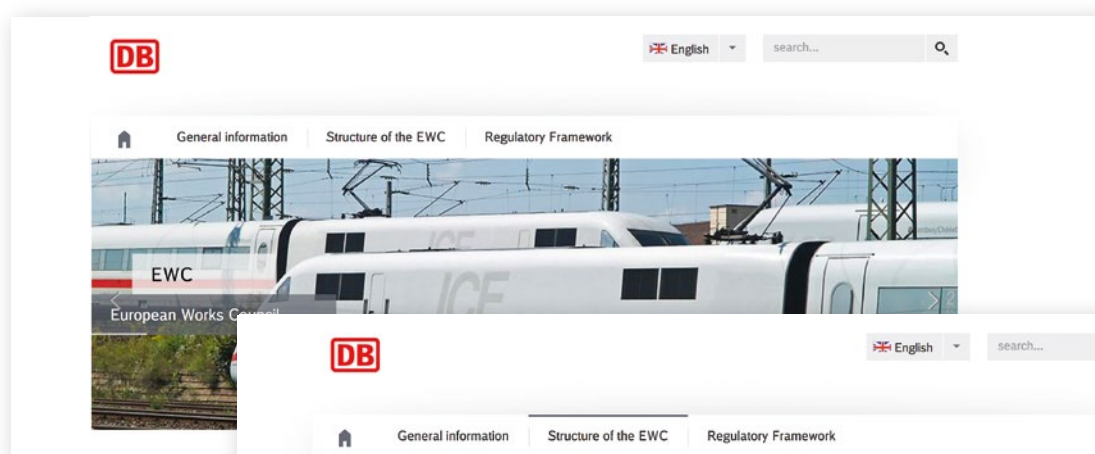 DB
English
search...
General information
Structure of the EWC
Regulatory Framework
ICE
ICE
EWC
European Works Council
2
DB
English
search...
General information
Structure of the EWC
Regulatory Framework